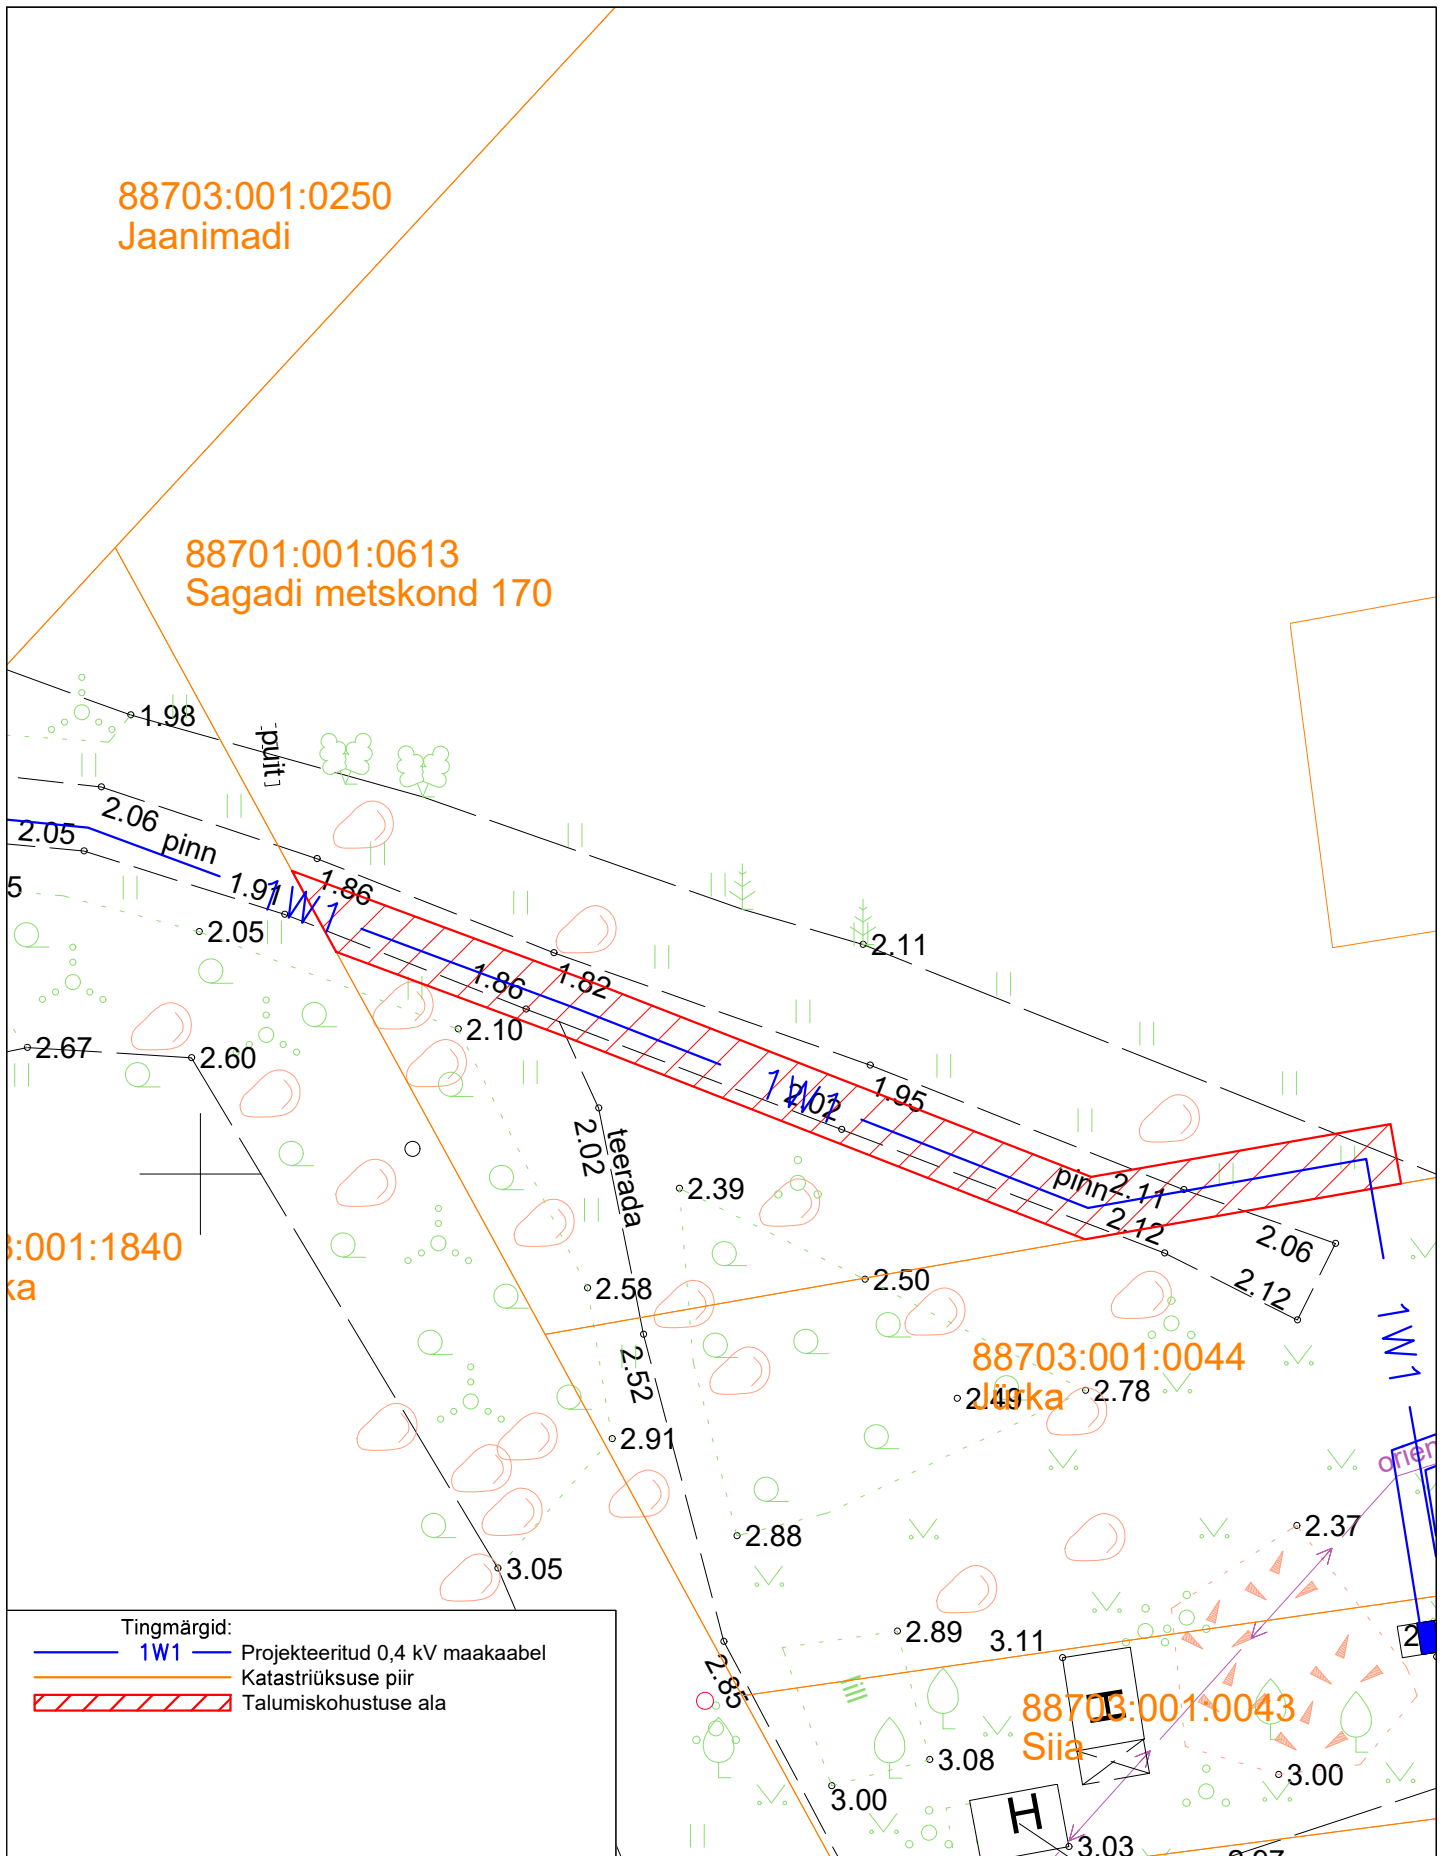 88703:001:0250
Jaanimadi
88701:001:0613
Sagadi metskond 170
1.98
puit
2.06
pinn
2.05
1.91
1W1
1.86
5
2.05
2.11
1.86
1.82
2.10
2.67
2.60
1W1
2.02
1.95
2.02
teerada
2.39
pinn
2.11
2.12
2.06
:001:1840
ka
2.58
2.50
2.12
1W1
88703:001:0044
Jürka
2.52
2.49
2.78
2.91
orien
2.88
2.37
3.05
Tingmärgid:
1W1 Projekteeritud 0,4 kV maakaabel
Katastriüksuse piir
Talumiskohustuse ala
2.89
3.11
2
2.85
88703:001:0043
Siia
H
3.08
3.00
3.00
H
3.03